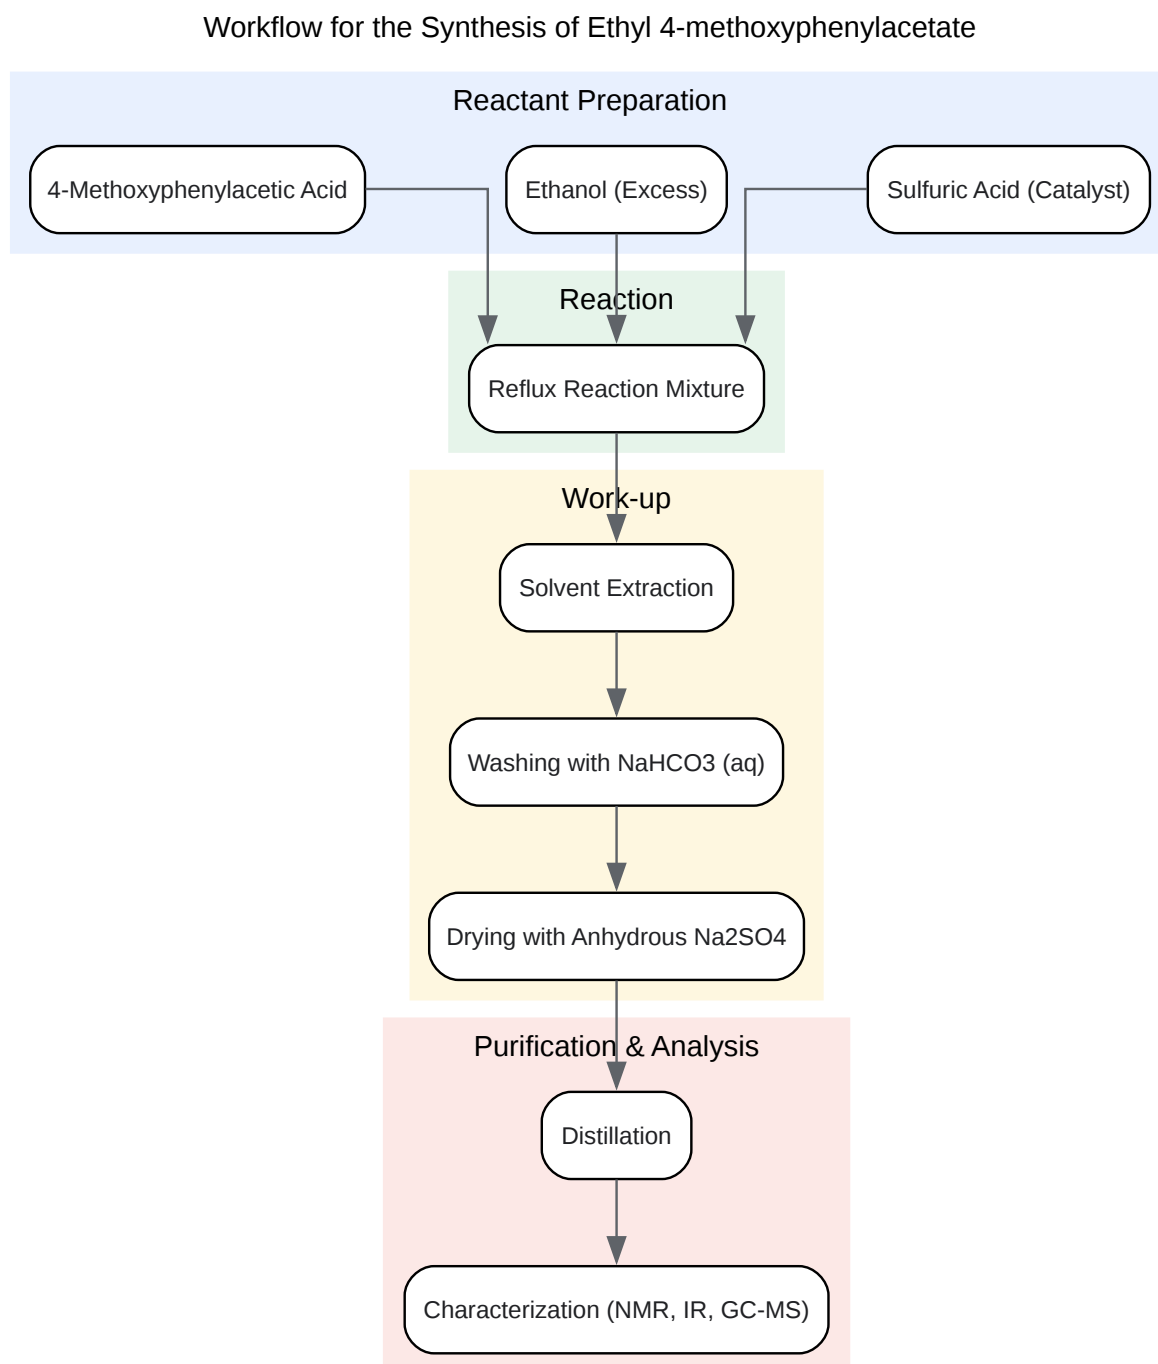 Workflow for the Synthesis of Ethyl 4-methoxyphenylacetate
Reactant Preparation
4-Methoxyphenylacetic Acid
Ethanol (Excess)
Sulfuric Acid (Catalyst)
Reaction
Reflux Reaction Mixture
Work-up
Solvent Extraction
Washing with NaHCO3 (aq)
Drying with Anhydrous Na2SO4
Purification & Analysis
Distillation
Characterization (NMR, IR, GC-MS)